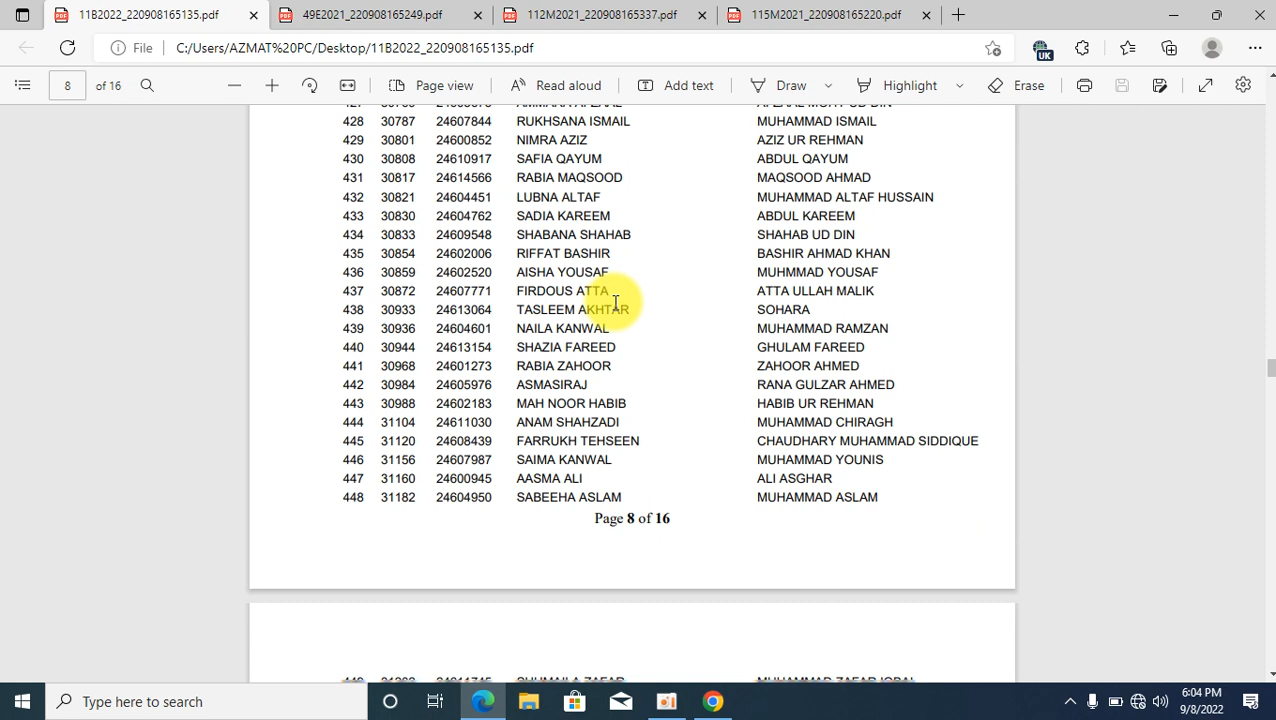 11B2022_220908165135.pdf
49E2021_220908165249.pdf
112M2021_220908165337.pdf
115M2021_220908165220.pdf
File
C:/Users/AZMAT%20PC/Desktop/11B2022_220908165135.pdf
UK
8 of 16
Page view
Read aloud
Add text
Draw
Highlight
Erase
428 30787 24607844 RUKHSANA ISMAIL MUHAMMAD ISMAIL
429 30801 24600852 NIMRA AZIZ AZIZ UR REHMAN
430 30808 24610917 SAFIA QAYUM ABDUL QAYUM
431 30817 24614566 RABIA MAQSOOD MAQSOOD AHMAD
432 30821 24604451 LUBNA ALTAF MUHAMMAD ALTAF HUSSAIN
433 30830 24604762 SADIA KAREEM ABDUL KAREEM
434 30833 24609548 SHABANA SHAHAB SHAHAB UD DIN
435 30854 24602006 RIFFAT BASHIR BASHIR AHMAD KHAN
436 30859 24602520 AISHA YOUSAF MUHMMAD YOUSAF
437 30872 24607771 FIRDOUS ATTA ATTA ULLAH MALIK
438 30933 24613064 TASLEEM AKHTAR SOHARA
439 30936 24604601 NAILA KANWAL MUHAMMAD RAMZAN
440 30944 24613154 SHAZIA FAREED GHULAM FAREED
441 30968 24601273 RABIA ZAHOOR ZAHOOR AHMED
442 30984 24605976 ASMASIRAJ RANA GULZAR AHMED
443 30988 24602183 MAH NOOR HABIB HABIB UR REHMAN
444 31104 24611030 ANAM SHAHZADI MUHAMMAD CHIRAGH
445 31120 24608439 FARRUKH TEHSEEN CHAUDHARY MUHAMMAD SIDDIQUE
446 31156 24607987 SAIMA KANWAL MUHAMMAD YOUNIS
447 31160 24600945 AASMA ALI ALI ASGHAR
448 31182 24604950 SABEEHA ASLAM MUHAMMAD ASLAM
Page 8 of 16
Type here to search
6:04 PM
9/8/2022